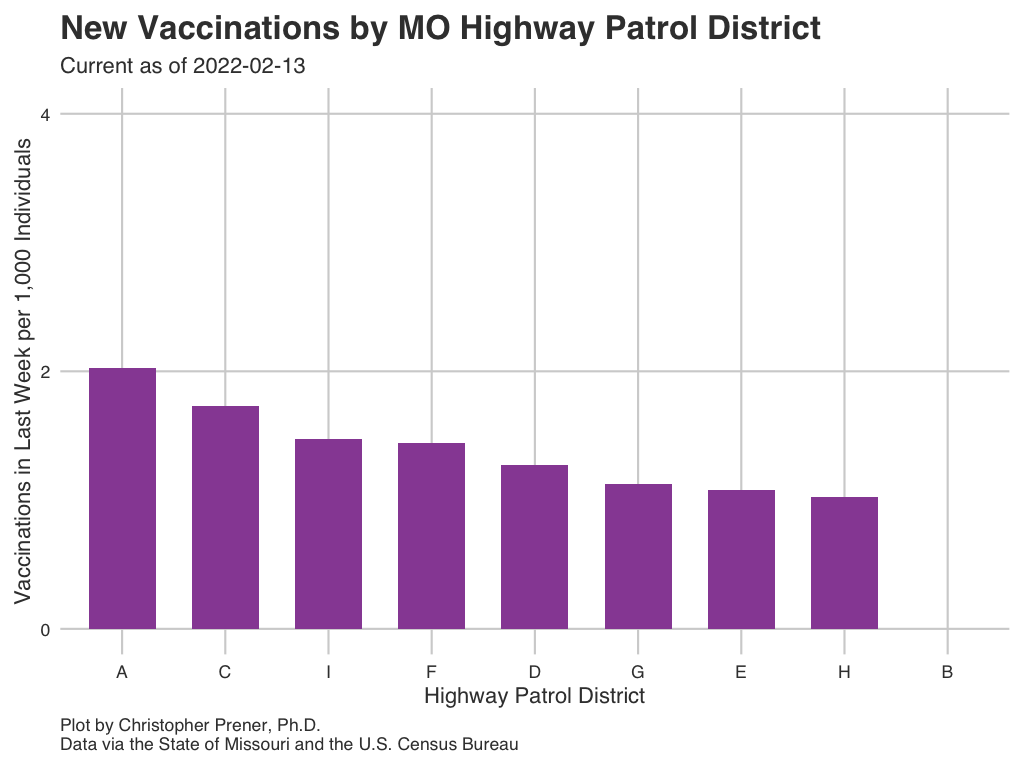 New Vaccinations by MO Highway Patrol District
Current as of 2022-02-13
Vaccinations in Last Week per 1,000 Individuals
4
2
0
A C I F D G E H B
Highway Patrol District
Plot by Christopher Prener, Ph.D.
Data via the State of Missouri and the U.S. Census Bureau